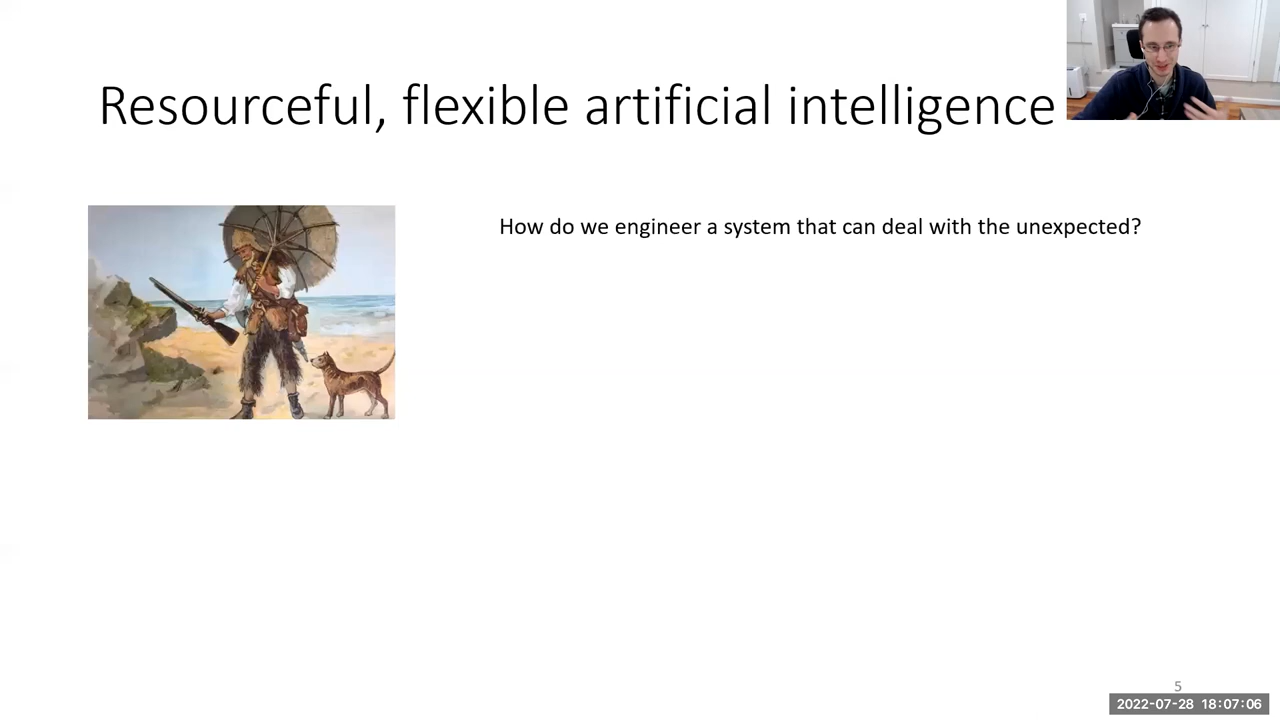 Resourceful, flexible artificial intelligence
How do we engineer a system that can deal with the unexpected?
5
2022-07-28 18:07:06